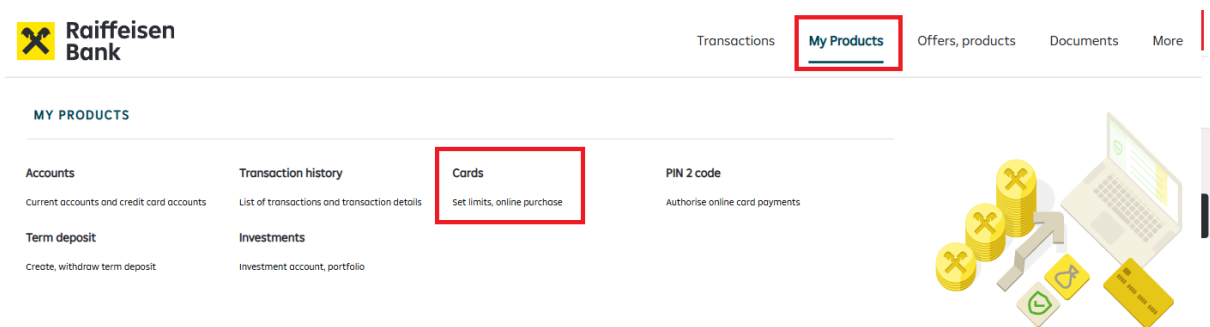 Raiffeisen
Bank
Transactions
My Products
Offers, products
Documents
More
MY PRODUCTS
Accounts
Current accounts and credit card accounts
Transaction history
List of transactions and transaction details
Cards
Set limits, online purchase
PIN 2 code
Authorise online card payments
Term deposit
Create, withdraw term deposit
Investments
Investment account, portfolio